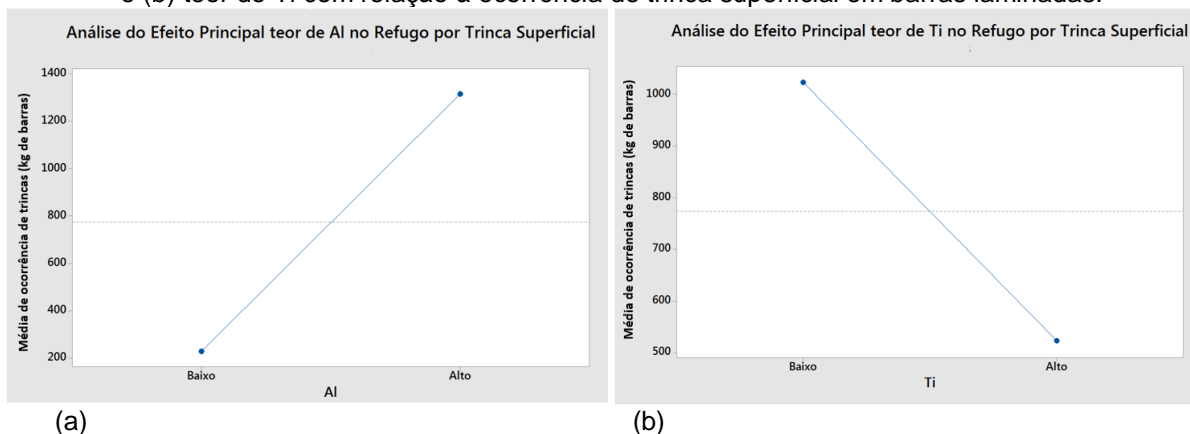 e (b) teor de Ti com relação à ocorrência de trinca superficial em barras laminadas.
Análise do Efeito Principal teor de Al no Refugo por Trinca Superficial
Média de ocorrência de trincas (kg de barras)
1400
1200
1000
800
600
400
200
Baixo
Alto
Al
(a)
Análise do Efeito Principal teor de Ti no Refugo por Trinca Superficial
Média de ocorrência de trincas (kg de barras)
1000
900
800
700
600
500
Baixo
Alto
Ti
(b)